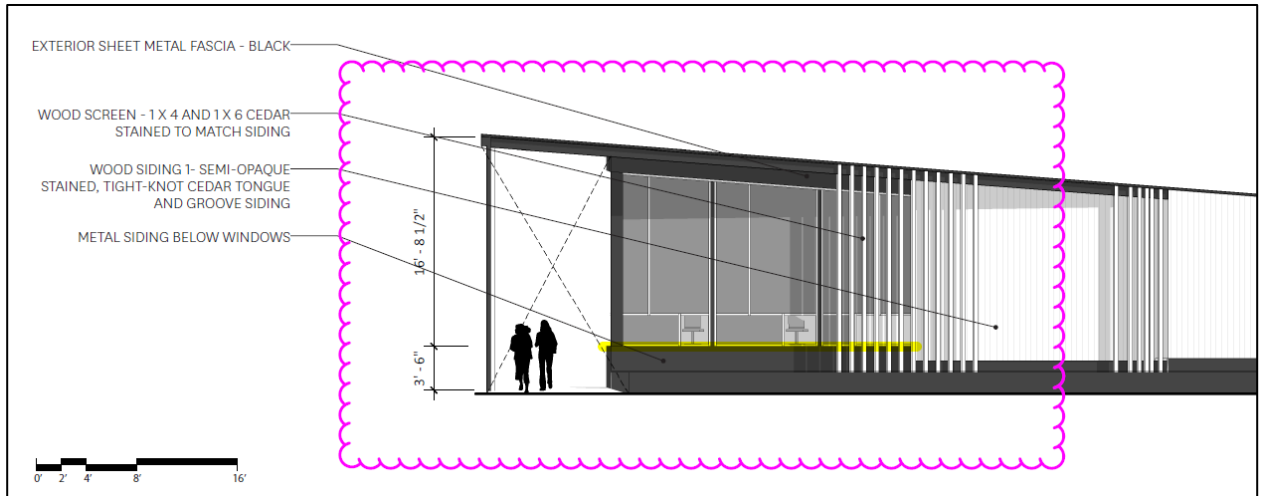 EXTERIOR SHEET METAL FASCIA - BLACK
WOOD SCREEN - 1 X 4 AND 1 X 6 CEDAR
STAINED TO MATCH SIDING
WOOD SIDING 1- SEMI-OPAQUE
STAINED, TIGHT-KNOT CEDAR TONGUE
AND GROOVE SIDING
METAL SIDING BELOW WINDOWS
16' - 8 1/2"
3' - 6"
0' 2' 4' 8' 16'